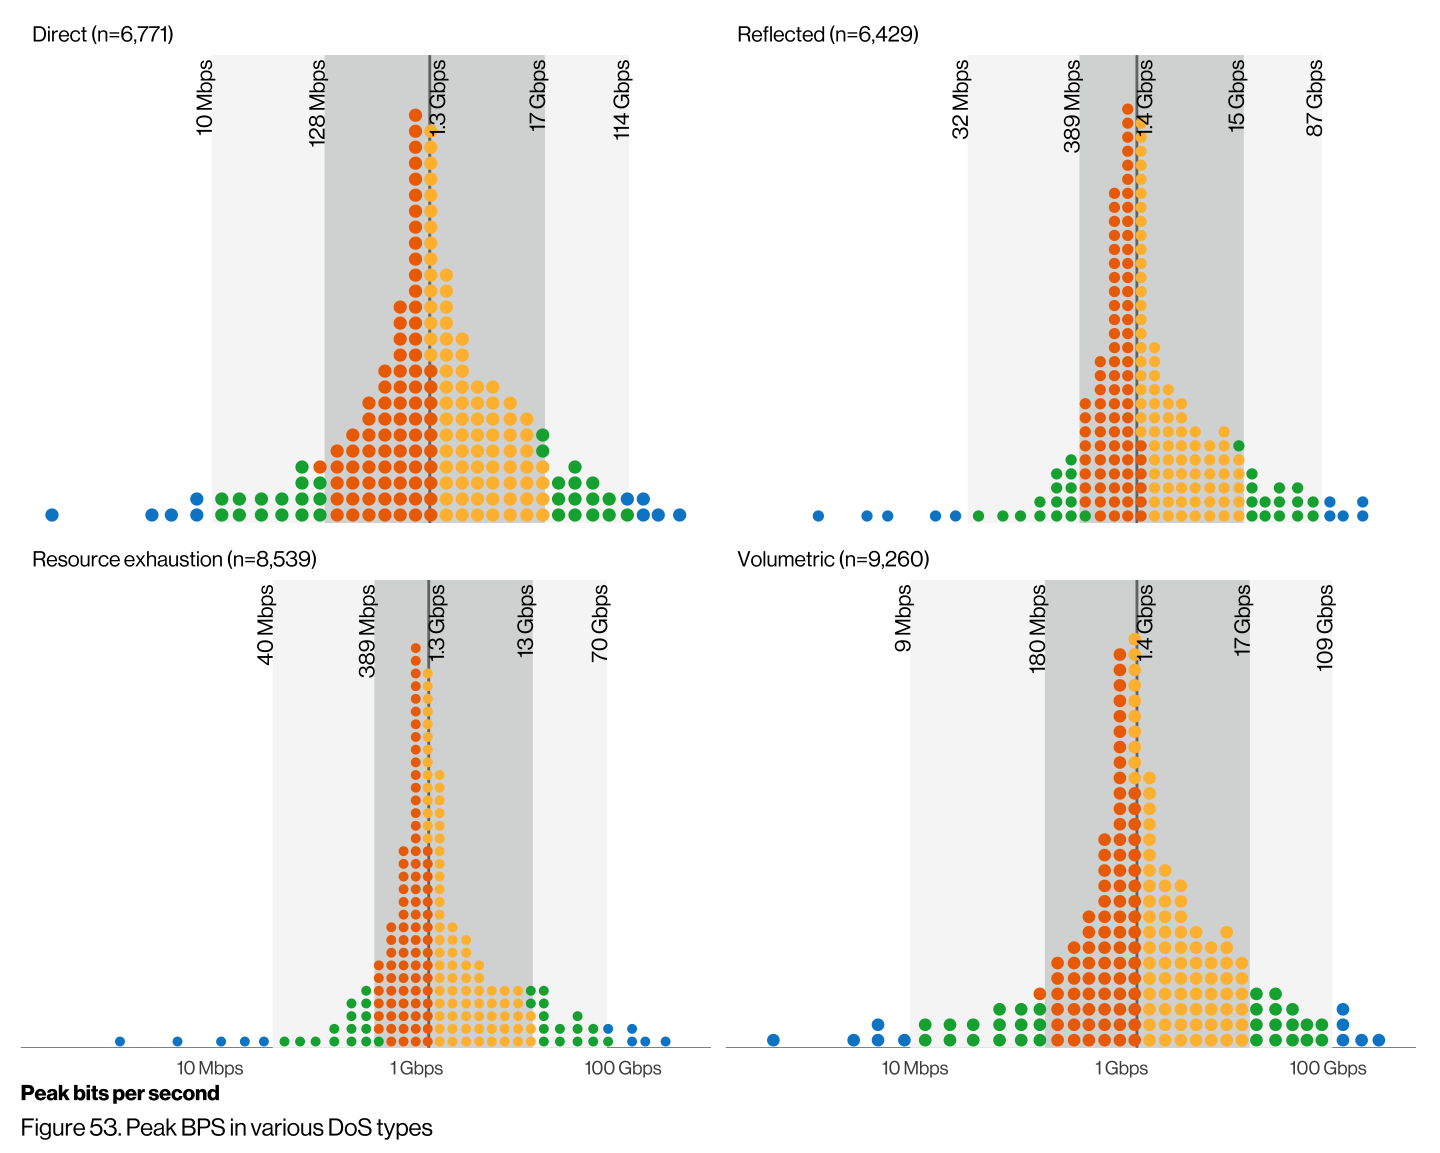 Direct (n=6,771)
10 Mbps
128 Mbps
1.3 Gbps
17 Gbps
114 Gbps
Reflected (n=6,429)
32 Mbps
389 Mbps
1.4 Gbps
15 Gbps
87 Gbps
Resource exhaustion (n=8,539)
40 Mbps
389 Mbps
1.3 Gbps
13 Gbps
70 Gbps
Volumetric (n=9,260)
9 Mbps
180 Mbps
1.4 Gbps
17 Gbps
109 Gbps
10 Mbps
1 Gbps
100 Gbps
10 Mbps
1 Gbps
100 Gbps
Peak bits per second
Figure 53. Peak BPS in various DoS types